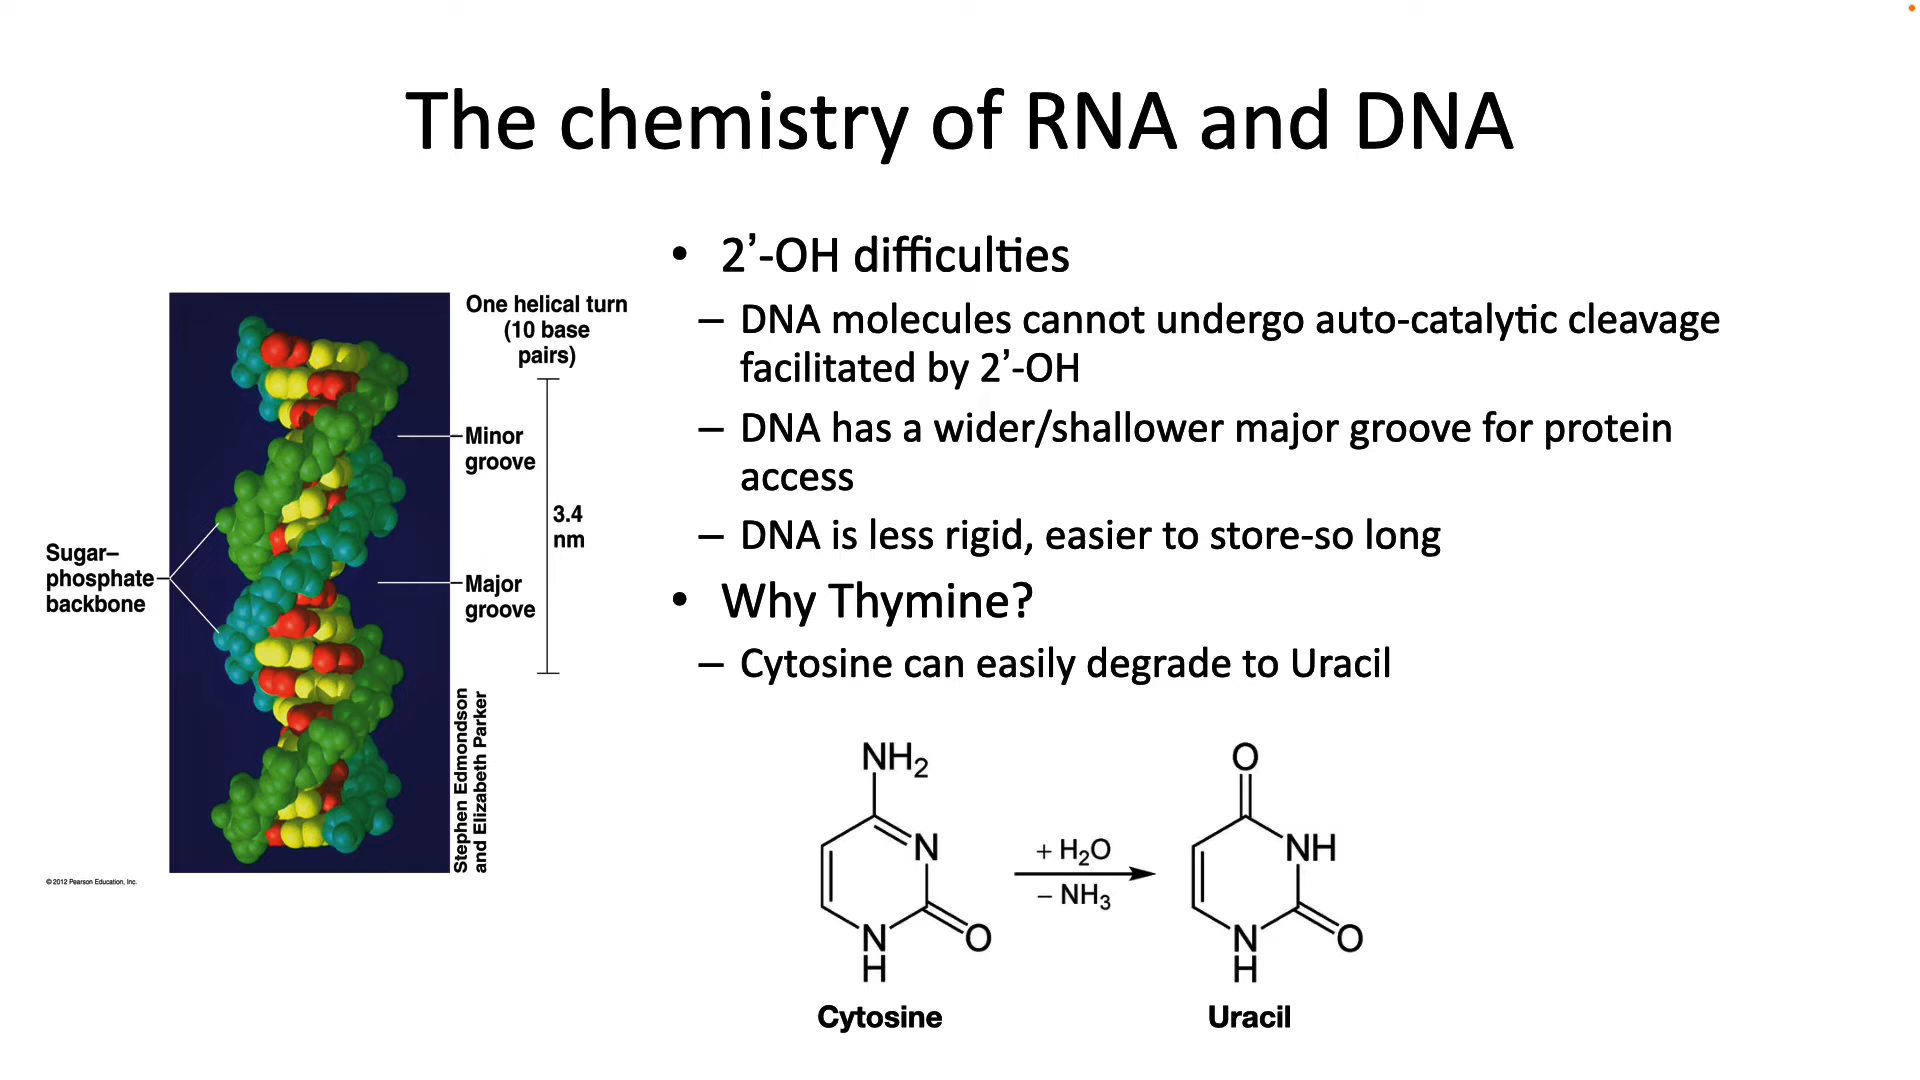 The chemistry of RNA and DNA
One helical turn
(10 base
pairs)
Minor
groove
3.4
nm
Sugar–
phosphate
backbone
Major
groove
Stephen Edmondson
and Elizabeth Parker
© 2012 Pearson Education, Inc.
• 2’-OH difficulties
– DNA molecules cannot undergo auto-catalytic cleavage
facilitated by 2’-OH
– DNA has a wider/shallower major groove for protein
access
– DNA is less rigid, easier to store-so long
• Why Thymine?
– Cytosine can easily degrade to Uracil
NH₂
N
N
H
O
Cytosine
+ H₂O
– NH₃
O
NH
N
H
O
Uracil